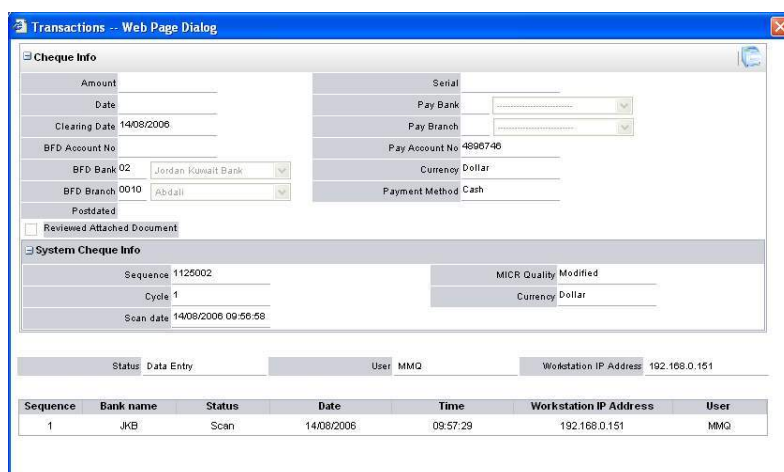 Transactions -- Web Page Dialog
Cheque Info
Amount Serial
Date Pay Bank --------------------------
Clearing Date 14/08/2006 Pay Branch --------------------------
BFD Account No Pay Account No 4896746
BFD Bank 02 Jordan Kuwait Bank Currency Dollar
BFD Branch 0010 Abdali Payment Method Cash
Postdated
Reviewed Attached Document
System Cheque Info
Sequence 1125002 MICR Quality Modified
Cycle 1 Currency Dollar
Scan date 14/08/2006 09:56:58
Status Data Entry User MMQ Workstation IP Address 192.168.0.151
Sequence Bank name Status Date Time Workstation IP Address User
1 JKB Scan 14/08/2006 09:57:29 192.168.0.151 MMQ